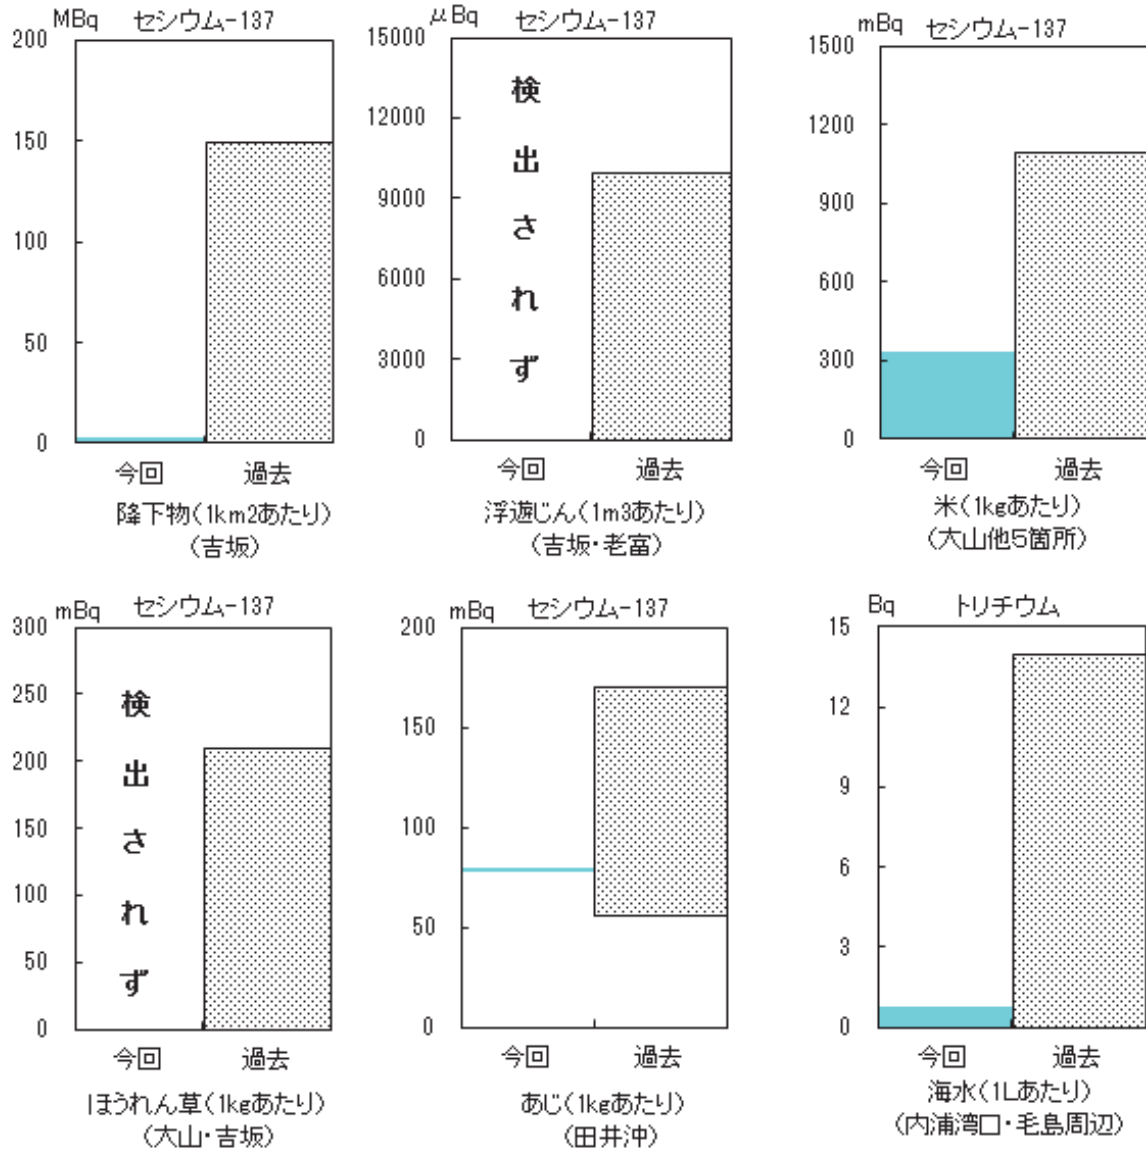 MBq セシウム-137
200
150
100
50
0
今回 過去
降下物(1km2あたり)
(吉坂)
μBq セシウム-137
15000
12000
9000
6000
3000
0
検出されず
今回 過去
浮遊じん(1m3あたり)
(吉坂・老富)
mBq セシウム-137
1500
1200
900
600
300
0
今回 過去
米(1kgあたり)
(大山他5箇所)
mBq セシウム-137
300
250
200
150
100
50
0
検出されず
今回 過去
ほうれん草(1kgあたり)
(大山・吉坂)
mBq セシウム-137
200
150
100
50
0
今回 過去
あじ(1kgあたり)
(田井沖)
Bq トリチウム
15
12
9
6
3
0
今回 過去
海水(1Lあたり)
(内浦湾口・毛島周辺)